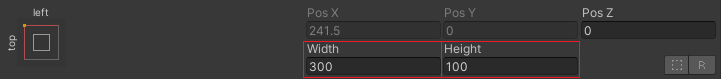 left
top
Pos X Pos Y Pos Z
241.5 0 0
Width Height
300 100
R